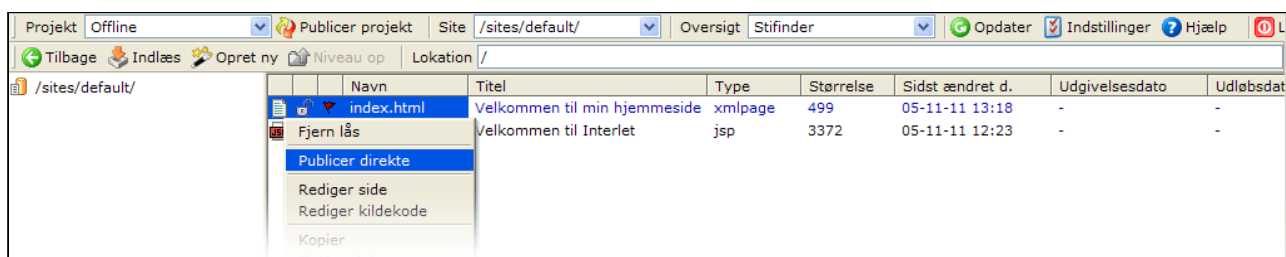 Projekt Offline Publicer projekt Site /sites/default/ Oversigt Stifinder Opdater Indstillinger Hjælp L
Tilbage Indlæs Opret ny Niveau op Lokation /
/sites/default/ Navn Titel Type Størrelse Sidst ændret d. Udgivelsesdato Udløbsdat
index.html Velkommen til min hjemmeside xmlpage 499 05-11-11 13:18 - -
Velkommen til Interlet jsp 3372 05-11-11 12:23 - -
Fjern lås
Publicer direkte
Rediger side
Rediger kildekode
Kopier